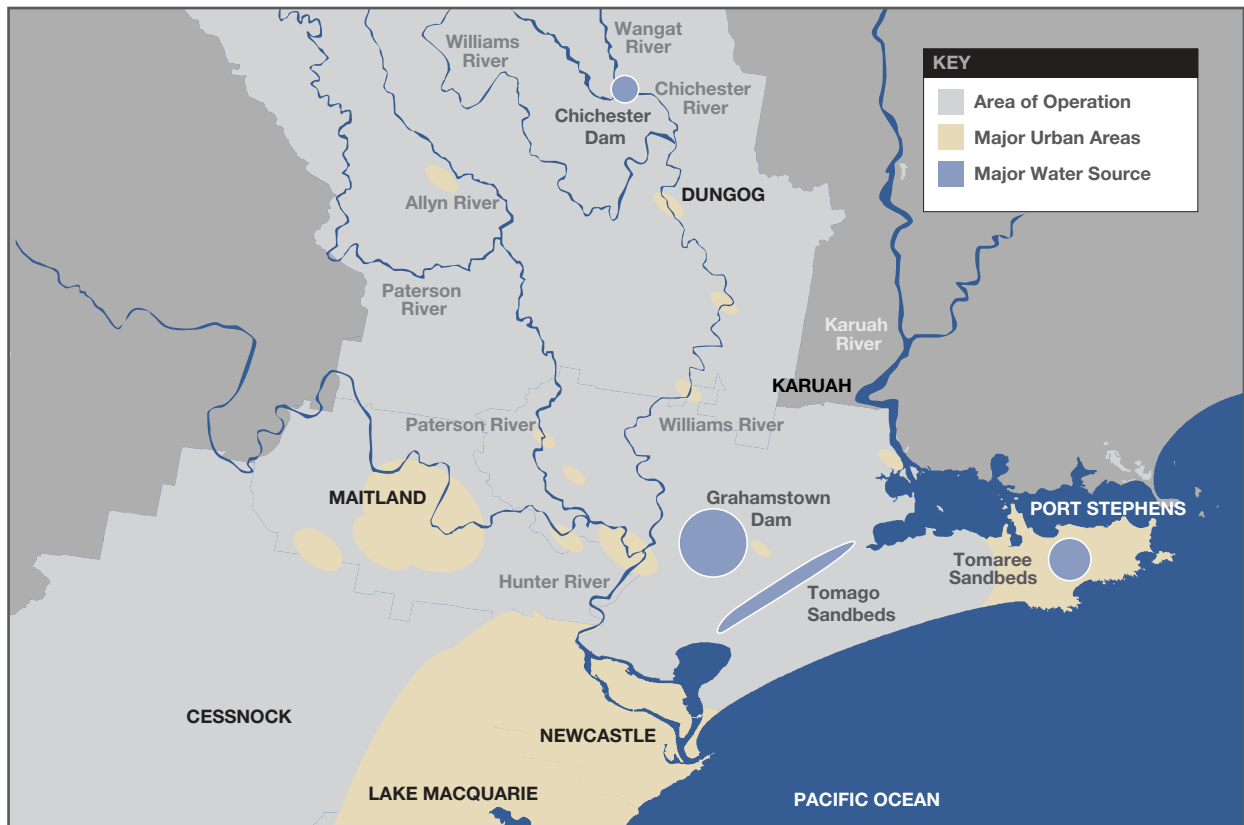 Williams
River
Wangat
River
KEY
Area of Operation
Major Urban Areas
Major Water Source
Chichester
River
Chichester
Dam
Allyn River
DUNGOG
Paterson
River
Karuah
River
KARUAH
Paterson River
Williams River
MAITLAND
Grahamstown
Dam
PORT STEPHENS
Tomaree
Sandbeds
Hunter River
Tomago
Sandbeds
CESSNOCK
NEWCASTLE
LAKE MACQUARIE
PACIFIC OCEAN